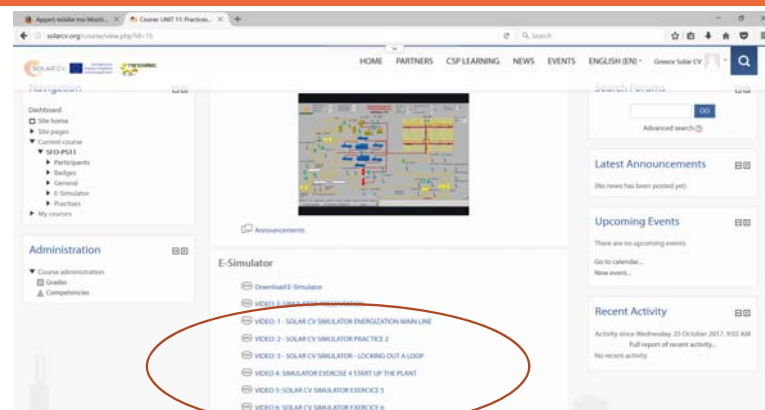 Course: UNIT 11: Practices...
solarcv.org/course/view.php?id=15
Search
SOLAR CV
HOME PARTNERS CSP LEARNING NEWS EVENTS ENGLISH (EN) Greece Solar CV
Navigation
Dashboard
Site home
Site pages
Current course
SFO-PS11
Participants
Badges
General
E-Simulator
Practises
My courses
Administration
Course administration
Grades
Competencies
Announcements
E-Simulator
Download E-Simulator
VIDEO: E-SIMULATOR PRESENTATION
VIDEO: 1 - SOLAR CV SIMULATOR ENERGIZATION MAIN LINE
VIDEO: 2 - SOLAR CV SIMULATOR PRACTICE 2
VIDEO: 3 - SOLAR CV SIMULATOR - LOCKING OUT A LOOP
VIDEO 4: SIMULATOR EXERCISE 4 START UP THE PLANT
VIDEO 5: SOLAR CV SIMULATOR EXERCICE 5
VIDEO 6: SOLAR CV SIMULATOR EXERCICE 6
Search Forums
GO
Advanced search
Latest Announcements
(No news has been posted yet)
Upcoming Events
There are no upcoming events
Go to calendar...
New event...
Recent Activity
Activity since Wednesday, 25 October 2017, 9:02 AM
Full report of recent activity...
No recent activity